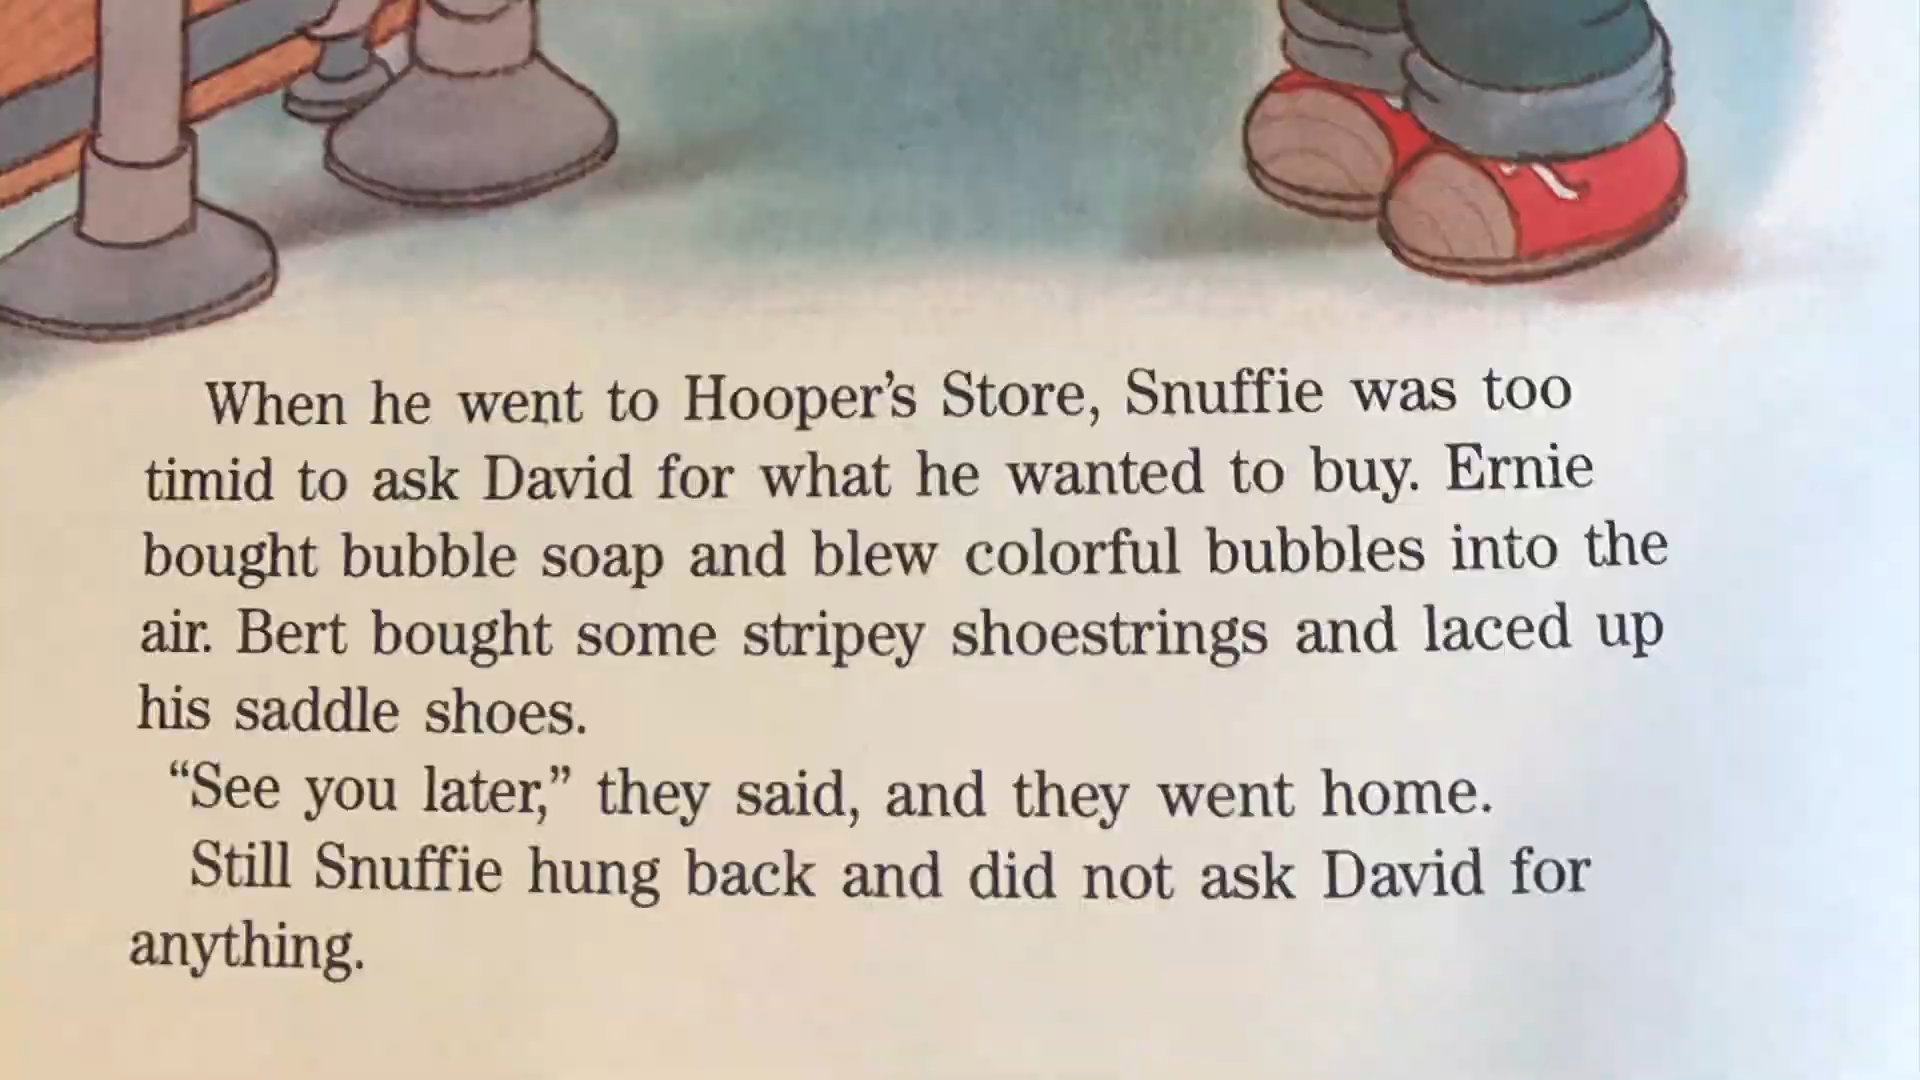 When he went to Hooper's Store, Snuffie was too
timid to ask David for what he wanted to buy. Ernie
bought bubble soap and blew colorful bubbles into the
air. Bert bought some stripey shoestrings and laced up
his saddle shoes.
“See you later,” they said, and they went home.
Still Snuffie hung back and did not ask David for
anything.